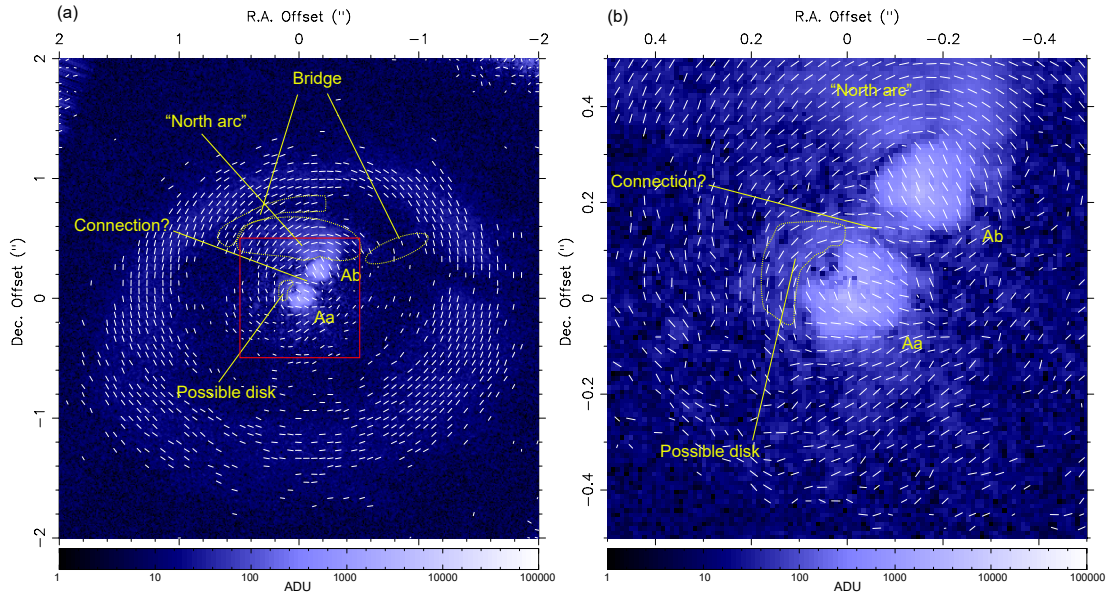 (a)
R.A. Offset (")
2 1 0 -1 -2
Dec. Offset (")
2
1
0
-1
-2
Bridge
“North arc”
Connection?
Ab
Aa
Possible disk
1 10 100 1000 10000 100000
ADU
(b)
R.A. Offset (")
0.4 0.2 0 -0.2 -0.4
Dec. Offset (")
0.4
0.2
0
-0.2
-0.4
“North arc”
Connection?
Ab
Aa
Possible disk
1 10 100 1000 10000 100000
ADU